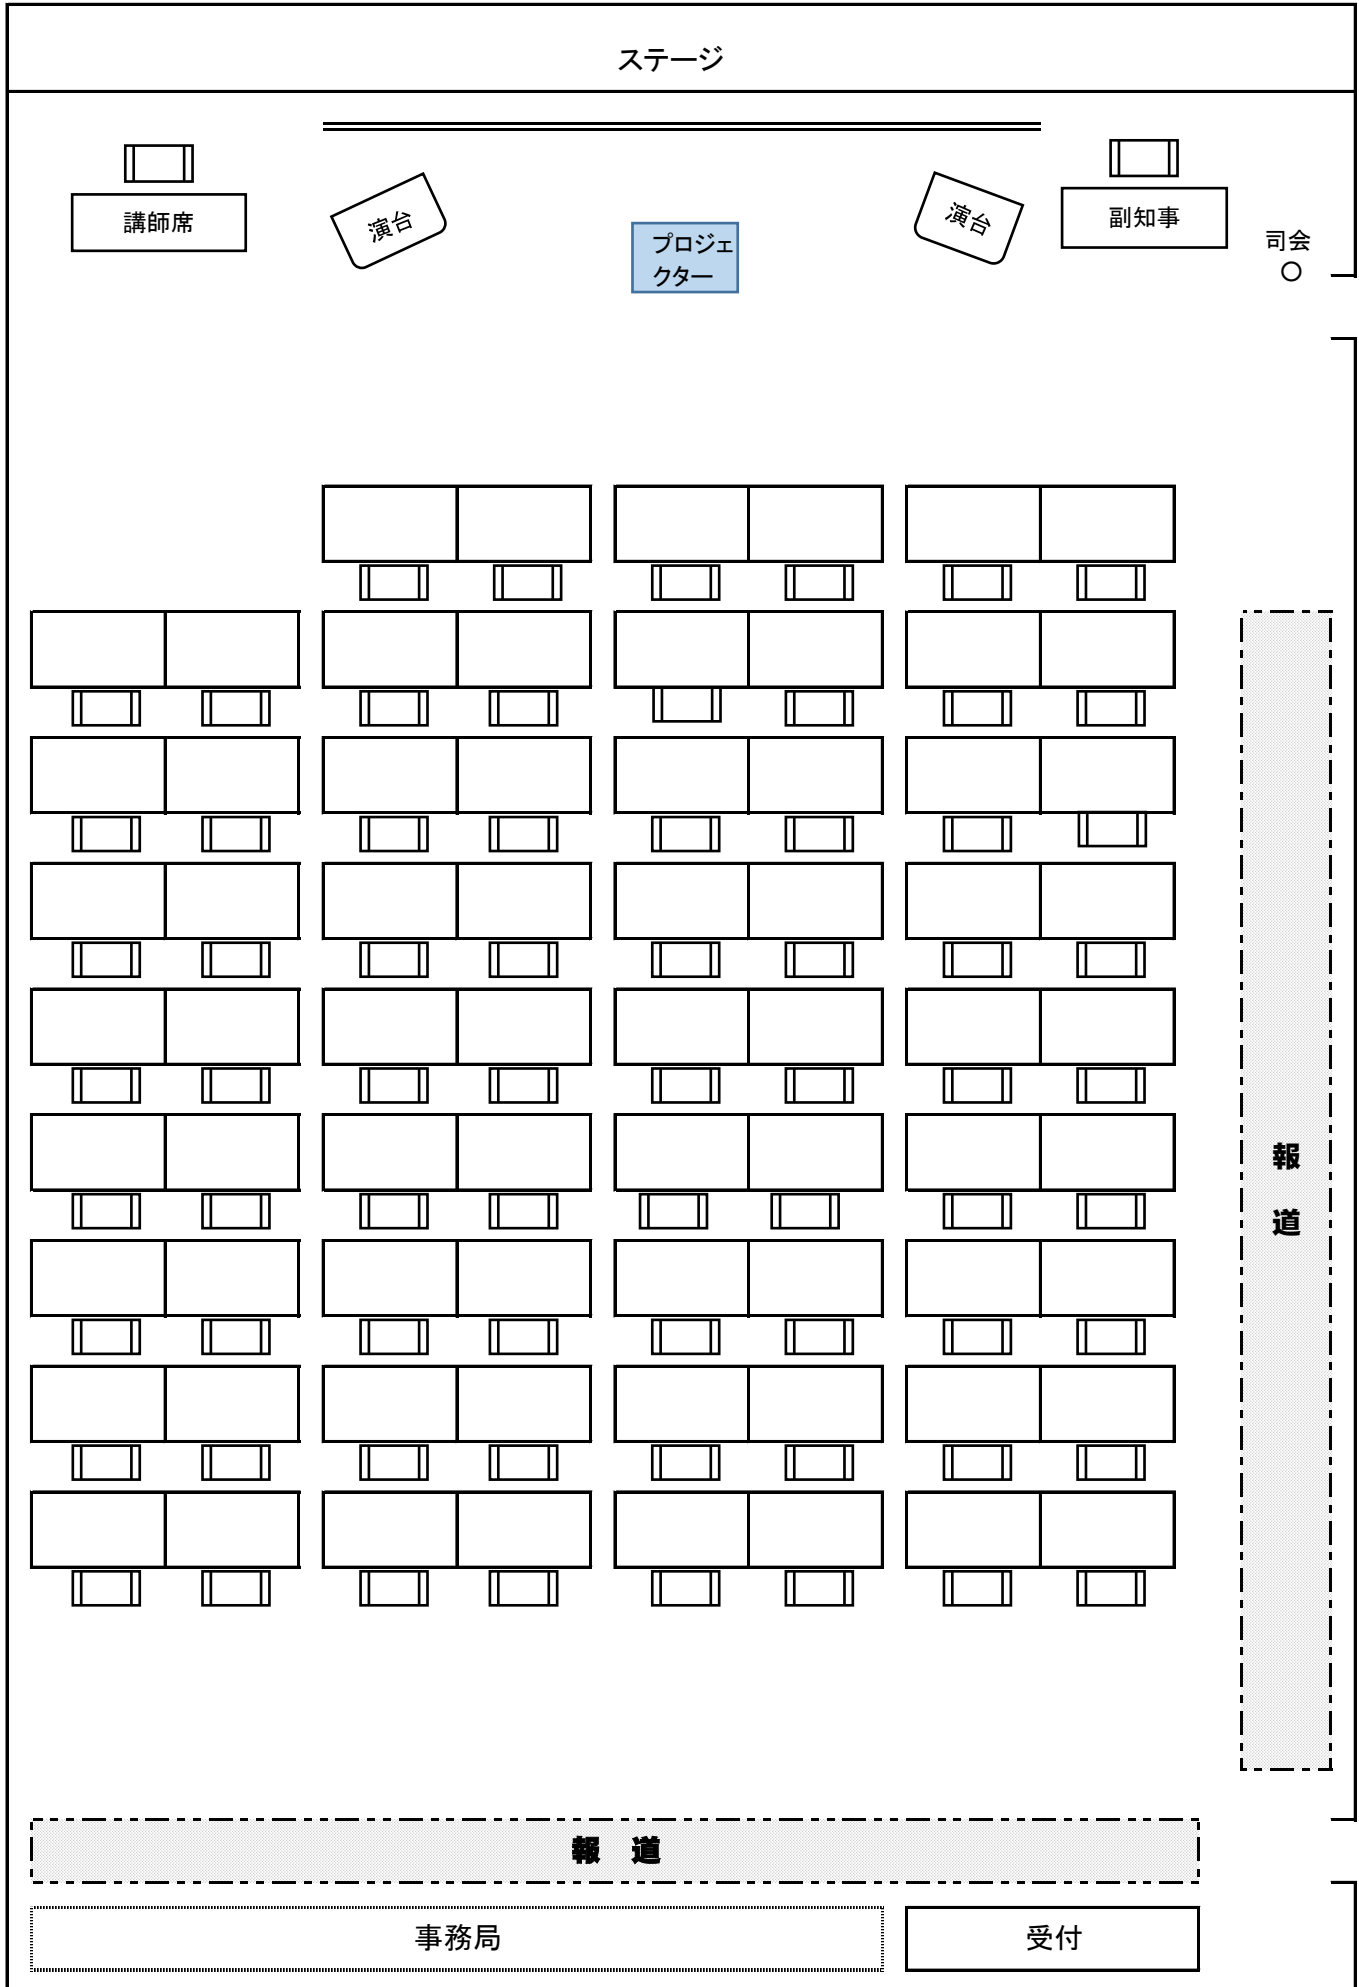 ステージ
講師席
演台
プロジェ
クター
演台
副知事
司会
報
道
報　道
事務局
受付